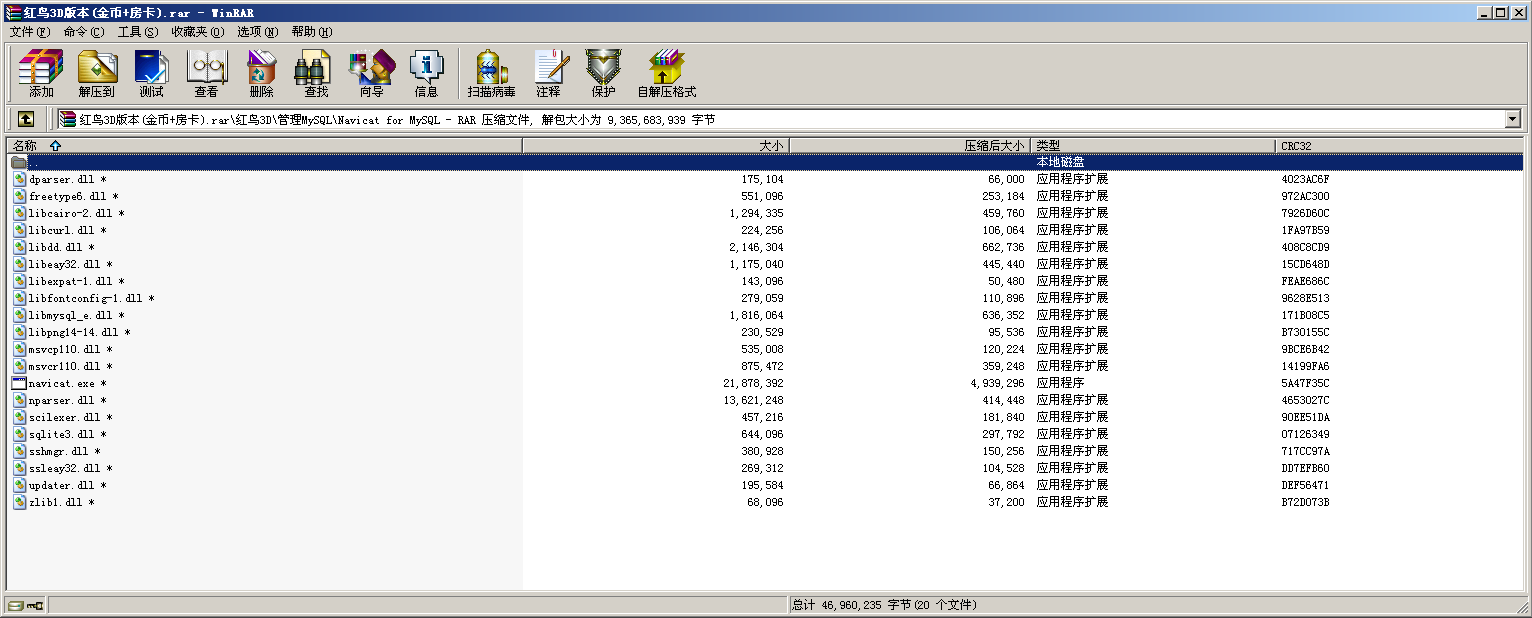 红鸟3D版本(金币+房卡).rar - WinRAR
文件(F) 命令(C) 工具(S) 收藏夹(O) 选项(N) 帮助(H)
添加 解压到 测试 查看 删除 查找 向导 信息 扫描病毒 注释 保护 自解压格式
红鸟3D版本(金币+房卡).rar\红鸟3D\管理MySQL\Navicat for MySQL - RAR 压缩文件, 解包大小为 9,365,683,939 字节
名称 大小 压缩后大小 类型 CRC32
.. 本地磁盘
dparser.dll * 175,104 66,000 应用程序扩展 4023AC6F
freetype6.dll * 551,096 253,184 应用程序扩展 972AC300
libcairo-2.dll * 1,294,335 459,760 应用程序扩展 7926D60C
libcurl.dll * 224,256 106,064 应用程序扩展 1FA97B59
libdd.dll * 2,146,304 662,736 应用程序扩展 408C8CD9
libeay32.dll * 1,175,040 445,440 应用程序扩展 15CD648D
libexpat-1.dll * 143,096 50,480 应用程序扩展 FEAE686C
libfontconfig-1.dll * 279,059 110,896 应用程序扩展 9628E513
libmysql_e.dll * 1,816,064 636,352 应用程序扩展 171B08C5
libpng14-14.dll * 230,529 95,536 应用程序扩展 B730155C
msvcp110.dll * 535,008 120,224 应用程序扩展 9BCE6B42
msvcr110.dll * 875,472 359,248 应用程序扩展 14199FA6
navicat.exe * 21,878,392 4,939,296 应用程序 5A47F35C
nparser.dll * 13,621,248 414,448 应用程序扩展 4653027C
scilexer.dll * 457,216 181,840 应用程序扩展 90EE51DA
sqlite3.dll * 644,096 297,792 应用程序扩展 07126349
sshmgr.dll * 380,928 150,256 应用程序扩展 717CC97A
ssleay32.dll * 269,312 104,528 应用程序扩展 DD7EFB60
updater.dll * 195,584 66,864 应用程序扩展 DEF56471
zlib1.dll * 68,096 37,200 应用程序扩展 B72D073B
总计 46,960,235 字节(20 个文件)